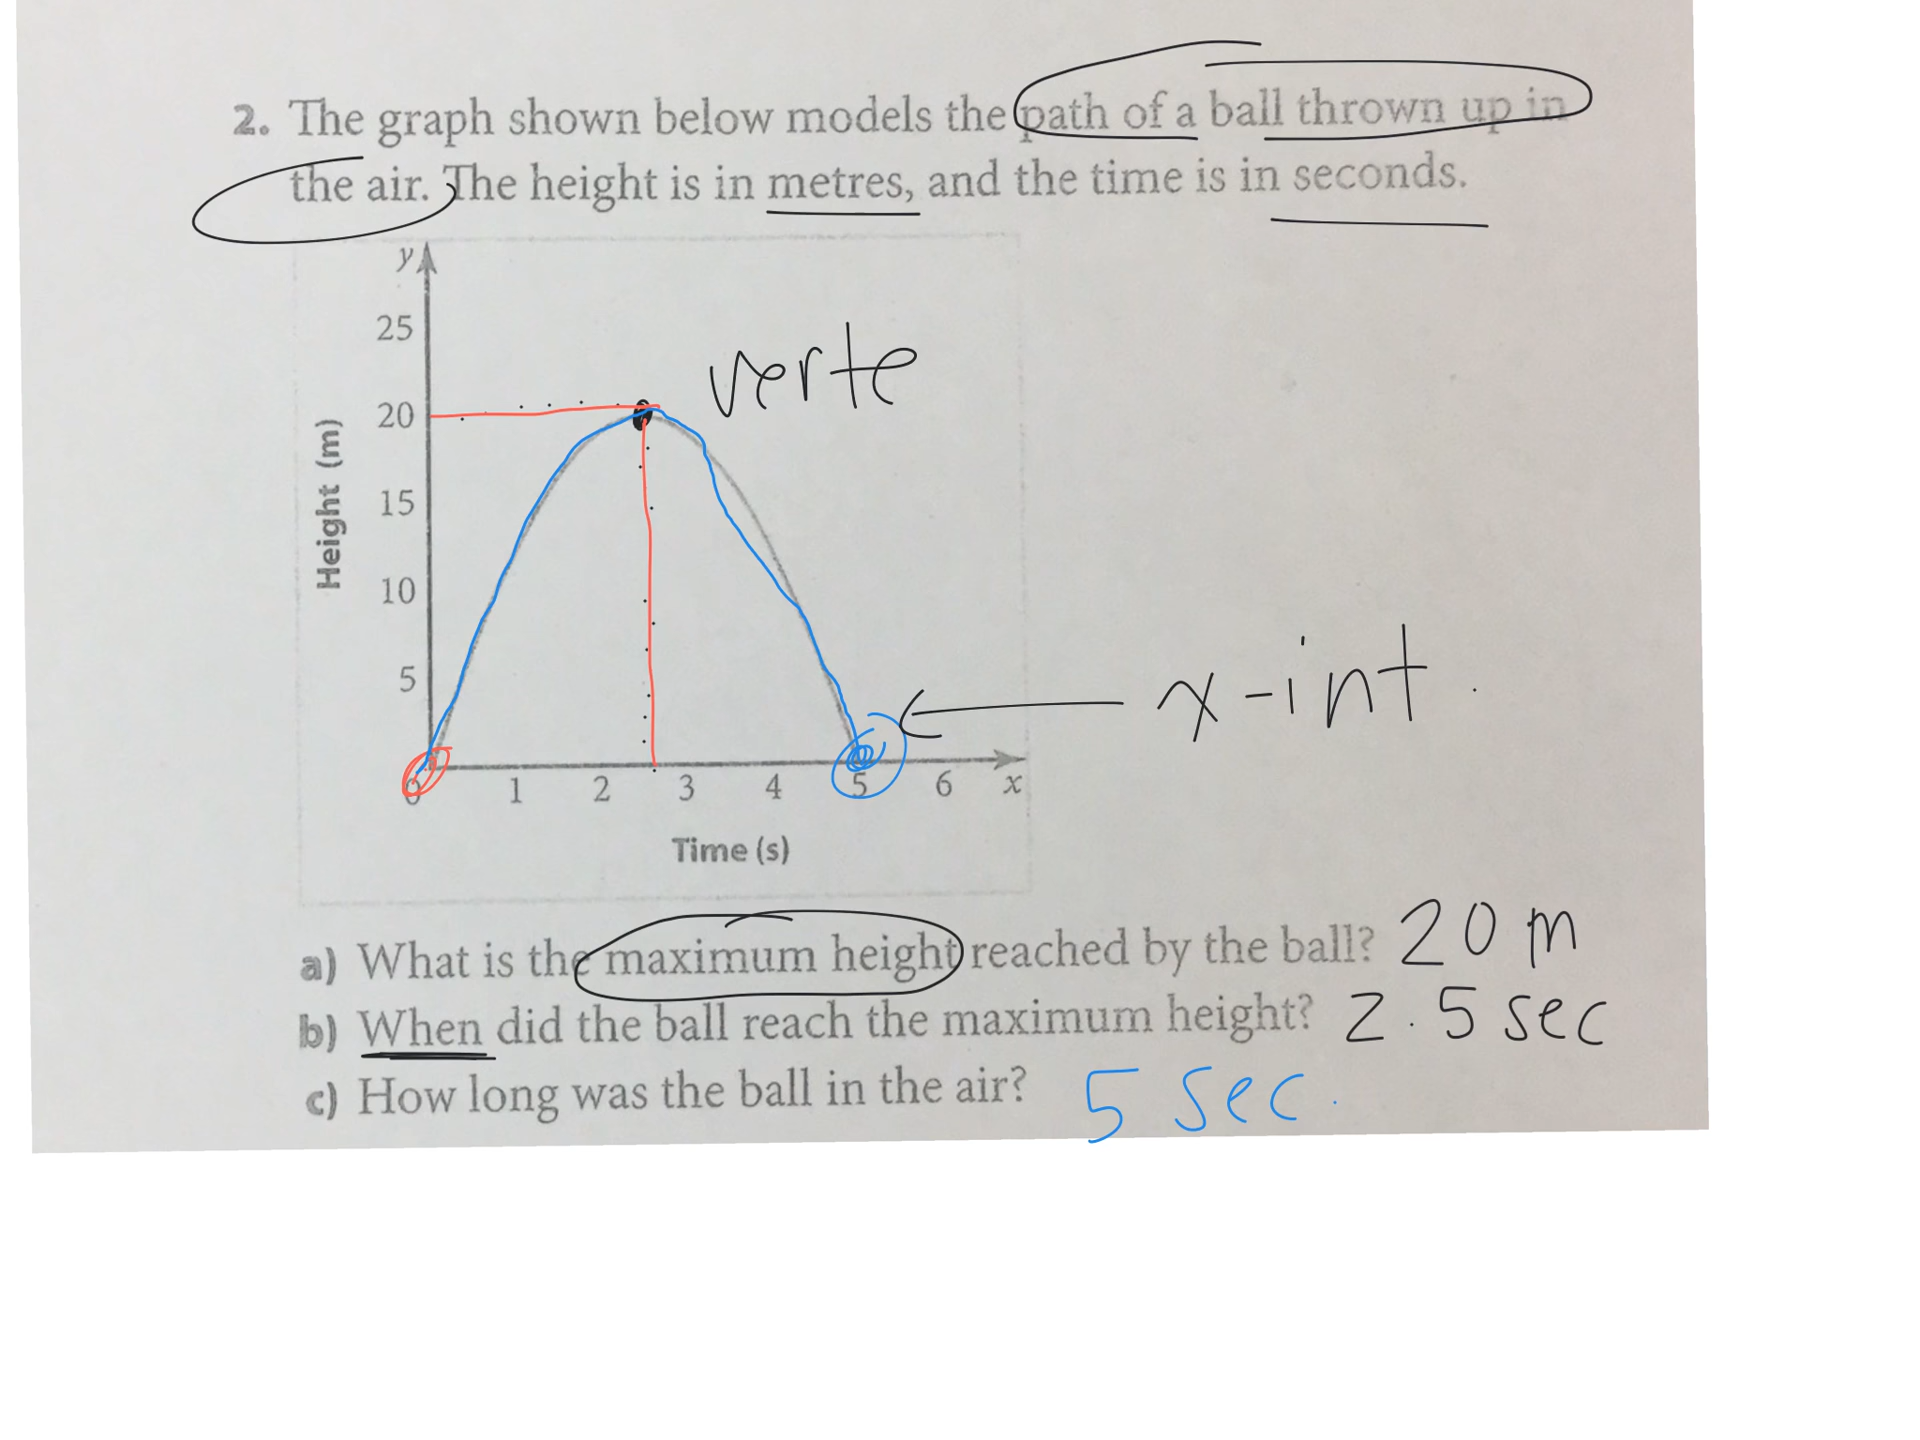 2. The graph shown below models the path of a ball thrown up in
the air. The height is in metres, and the time is in seconds.
y
25
verte
20
15
Height (m)
10
5
x-int.
0 1 2 3 4 5 6 x
Time (s)
a) What is the maximum height reached by the ball? 20 m
b) When did the ball reach the maximum height? 2.5 sec
c) How long was the ball in the air? 5 sec.